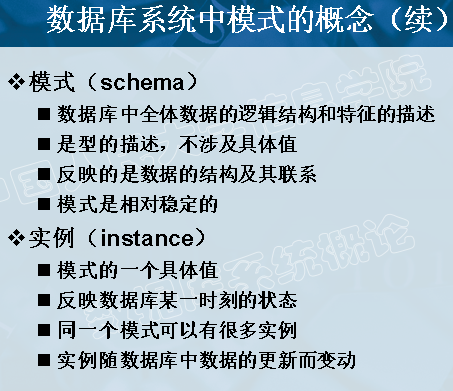 数据库系统中模式的概念（续）
❖模式（schema）
■ 数据库中全体数据的逻辑结构和特征的描述
■ 是型的描述，不涉及具体值
■ 反映的是数据的结构及其联系
■ 模式是相对稳定的
❖实例（instance）
■ 模式的一个具体值
■ 反映数据库某一时刻的状态
■ 同一个模式可以有很多实例
■ 实例随数据库中数据的更新而变动